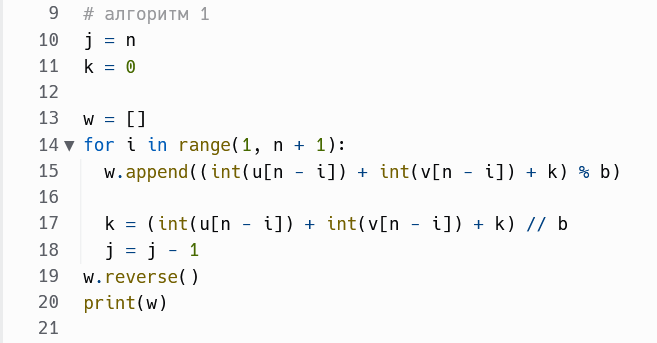 9 # алгоритм 1
10 j = n
11 k = 0
12
13 w = []
14 ▼ for i in range(1, n + 1):
15 w.append((int(u[n - i]) + int(v[n - i]) + k) % b)
16
17 k = (int(u[n - i]) + int(v[n - i]) + k) // b
18 j = j - 1
19 w.reverse()
20 print(w)
21